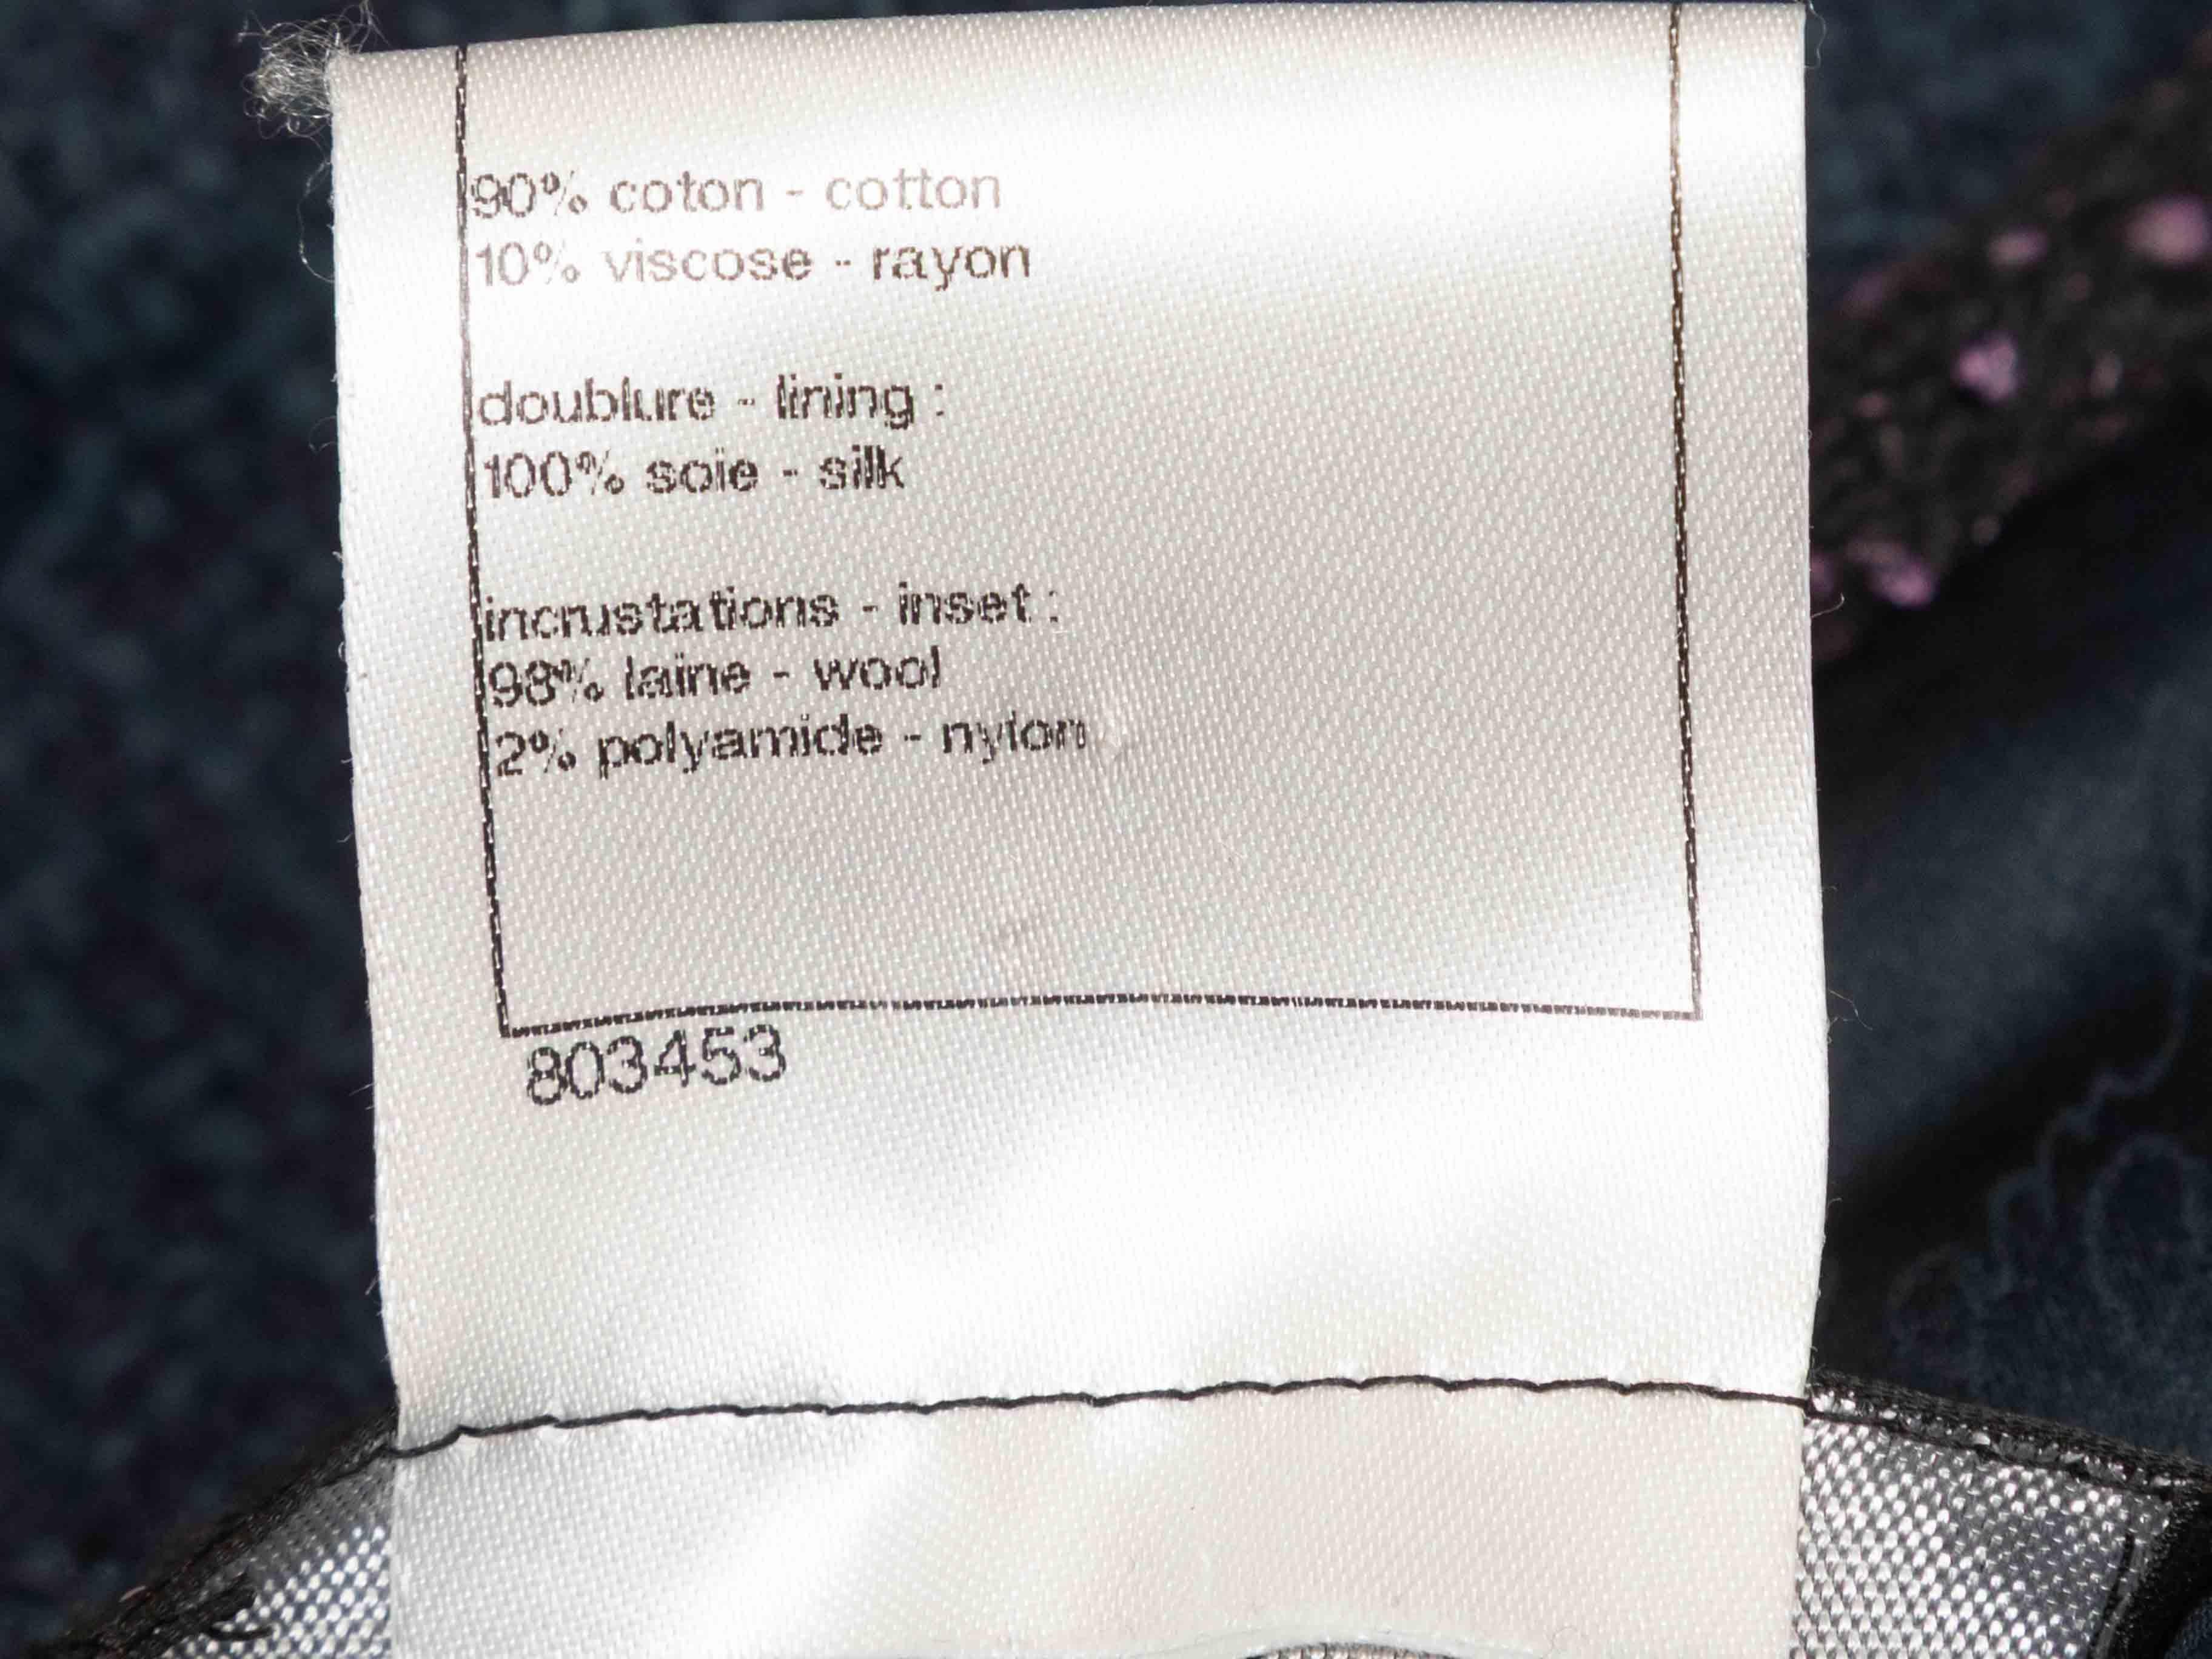 90% coton - cotton
10% viscose - rayon
doublure - lining :
100% soie - silk
incrustations - inset :
98% laine - wool
2% polyamide - nylon
803453